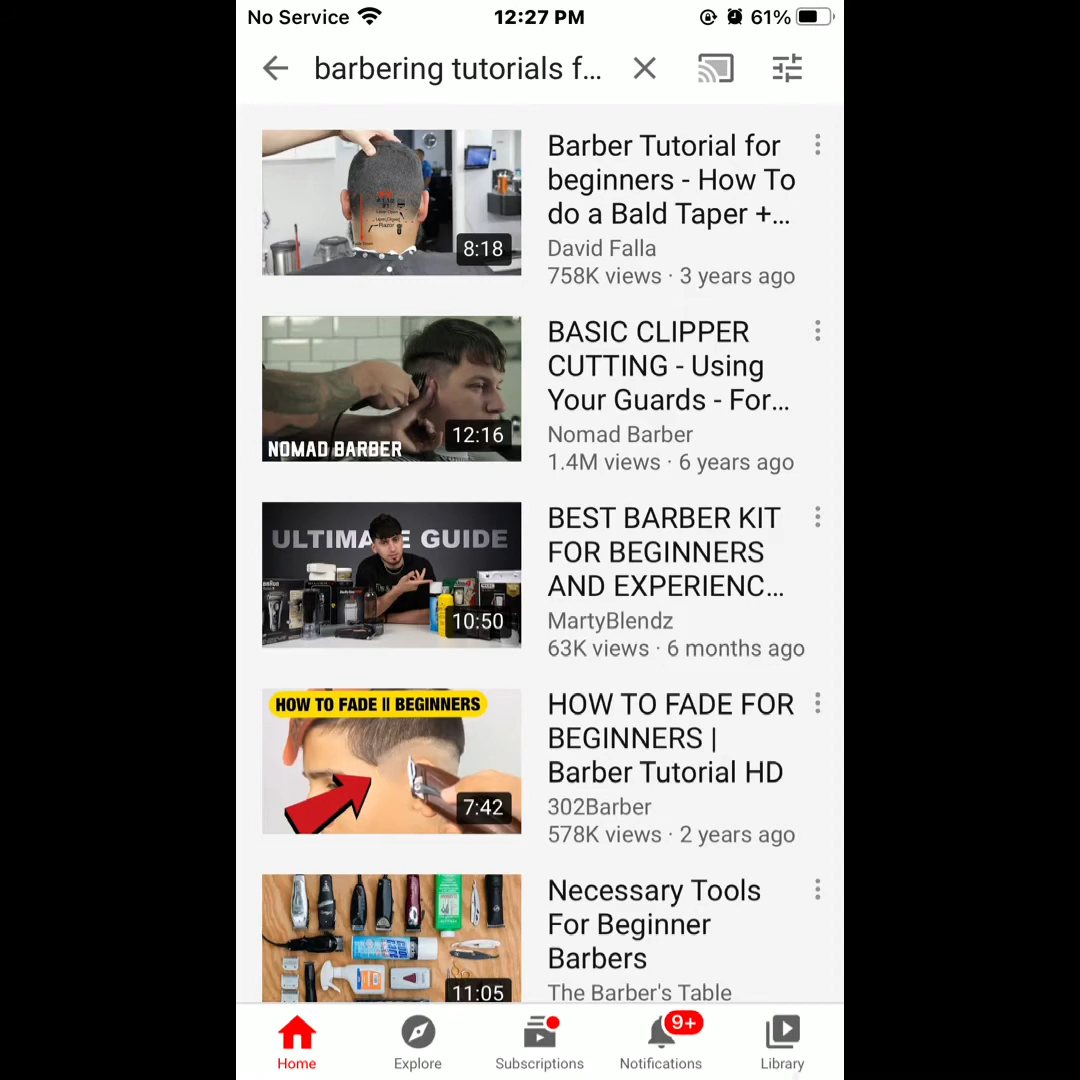 No Service 12:27 PM 61%
barbering tutorials f...
8:18
Barber Tutorial for
beginners - How To
do a Bald Taper +...
David Falla
758K views · 3 years ago
NOMAD BARBER
12:16
BASIC CLIPPER
CUTTING - Using
Your Guards - For...
Nomad Barber
1.4M views · 6 years ago
ULTIMA E GUIDE
10:50
BEST BARBER KIT
FOR BEGINNERS
AND EXPERIENC...
MartyBlendz
63K views · 6 months ago
HOW TO FADE || BEGINNERS
7:42
HOW TO FADE FOR
BEGINNERS |
Barber Tutorial HD
302Barber
578K views · 2 years ago
11:05
Necessary Tools
For Beginner
Barbers
The Barber's Table
9+
Home Explore Subscriptions Notifications Library